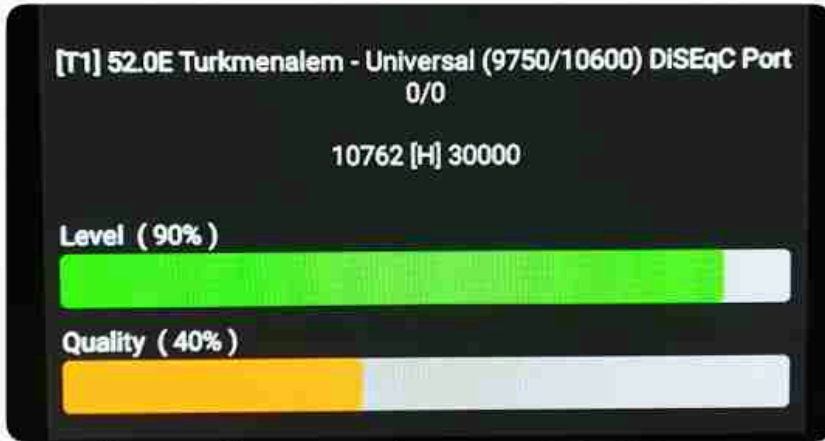 [T1] 52.0E Turkmenalem - Universal (9750/10600) DiSEqC Port
0/0
10762 [H] 30000
Level ( 90% )
Quality ( 40% )